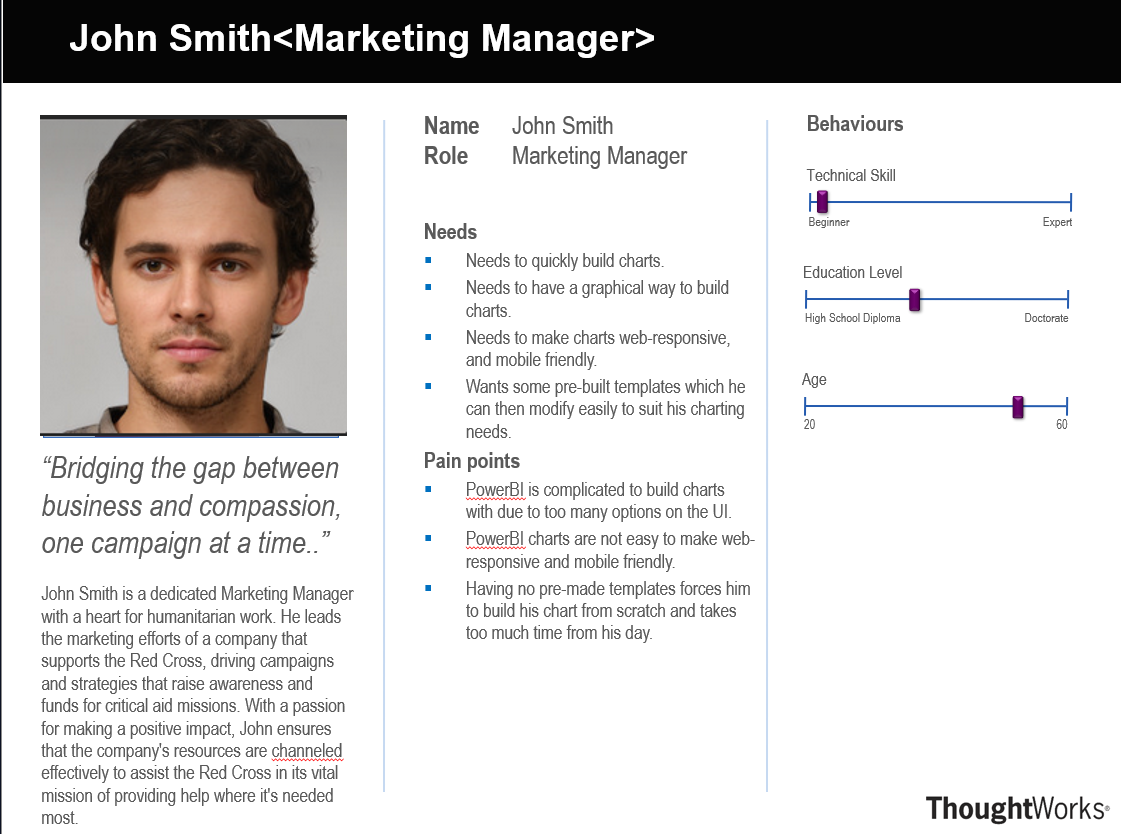 John Smith<Marketing Manager>
“Bridging the gap between
business and compassion,
one campaign at a time..”
John Smith is a dedicated Marketing Manager
with a heart for humanitarian work. He leads
the marketing efforts of a company that
supports the Red Cross, driving campaigns
and strategies that raise awareness and
funds for critical aid missions. With a passion
for making a positive impact, John ensures
that the company's resources are channeled
effectively to assist the Red Cross in its vital
mission of providing help where it's needed
most.
Name John Smith
Role Marketing Manager
Needs
▪ Needs to quickly build charts.
▪ Needs to have a graphical way to build
charts.
▪ Needs to make charts web-responsive,
and mobile friendly.
▪ Wants some pre-built templates which he
can then modify easily to suit his charting
needs.
Pain points
▪ PowerBI is complicated to build charts
with due to too many options on the UI.
▪ PowerBI charts are not easy to make web-
responsive and mobile friendly.
▪ Having no pre-made templates forces him
to build his chart from scratch and takes
too much time from his day.
Behaviours
Technical Skill
Beginner Expert
Education Level
High School Diploma Doctorate
Age
20 60
ThoughtWorks®